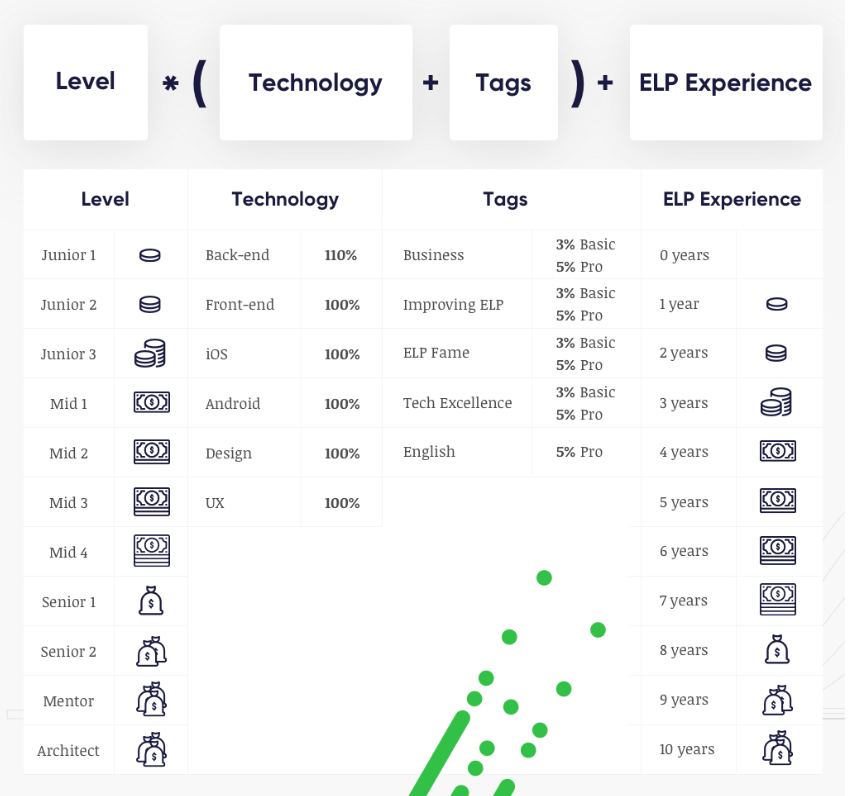 Level * ( Technology + Tags ) + ELP Experience
Level Technology Tags ELP Experience
Junior 1 Back-end 110% Business 3% Basic 0 years
5% Pro
Junior 2 Front-end 100% Improving ELP 3% Basic 1 year
5% Pro
Junior 3 iOS 100% ELP Fame 3% Basic 2 years
5% Pro
Mid 1 Android 100% Tech Excellence 3% Basic 3 years
5% Pro
Mid 2 Design 100% English 5% Pro 4 years
Mid 3 UX 100% 5 years
Mid 4 6 years
Senior 1 7 years
Senior 2 8 years
Mentor 9 years
Architect 10 years